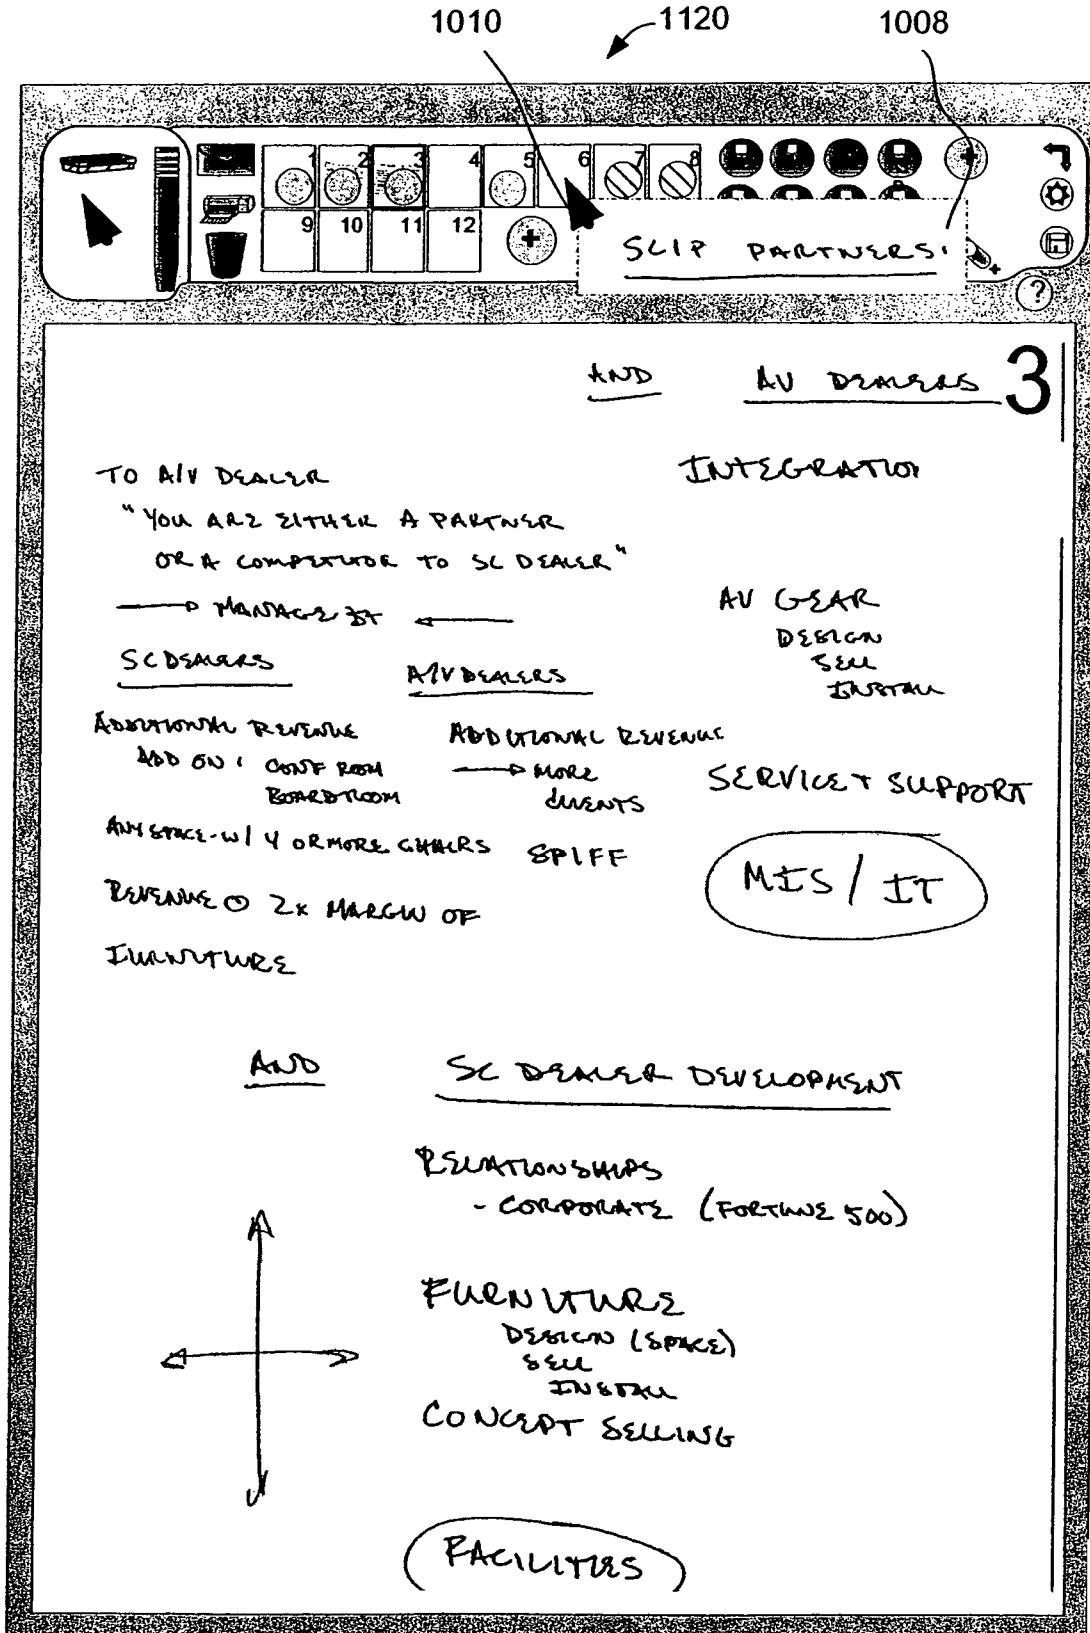 1010 1120 1008
1 2 3 4 5 6 7 8
9 10 11 12
SLIP PARTNERS
?
3
AND AV DEALERS
TO A/V DEALER
INTEGRATION
"YOU ARE EITHER A PARTNER
OR A COMPETITOR TO SC DEALER"
MANAGE IT
AV GEAR
DESIGN
SELL
INSTALL
SC DEALERS
A/V DEALERS
ADDITIONAL REVENUE
ADD ON: CONF ROOM
BOARDROOM
ADDITIONAL REVENUE
MORE
CLIENTS
SERVICE + SUPPORT
ANY SPACE - W/ 4 OR MORE CHAIRS
SPIFF
MIS / IT
REVENUE @ 2x MARGIN OF
FURNITURE
AND SC DEALER DEVELOPMENT
RELATIONSHIPS
- CORPORATE (FORTUNE 500)
FURNITURE
DESIGN (SPACE)
SELL
INSTALL
CONCEPT SELLING
FACILITIES